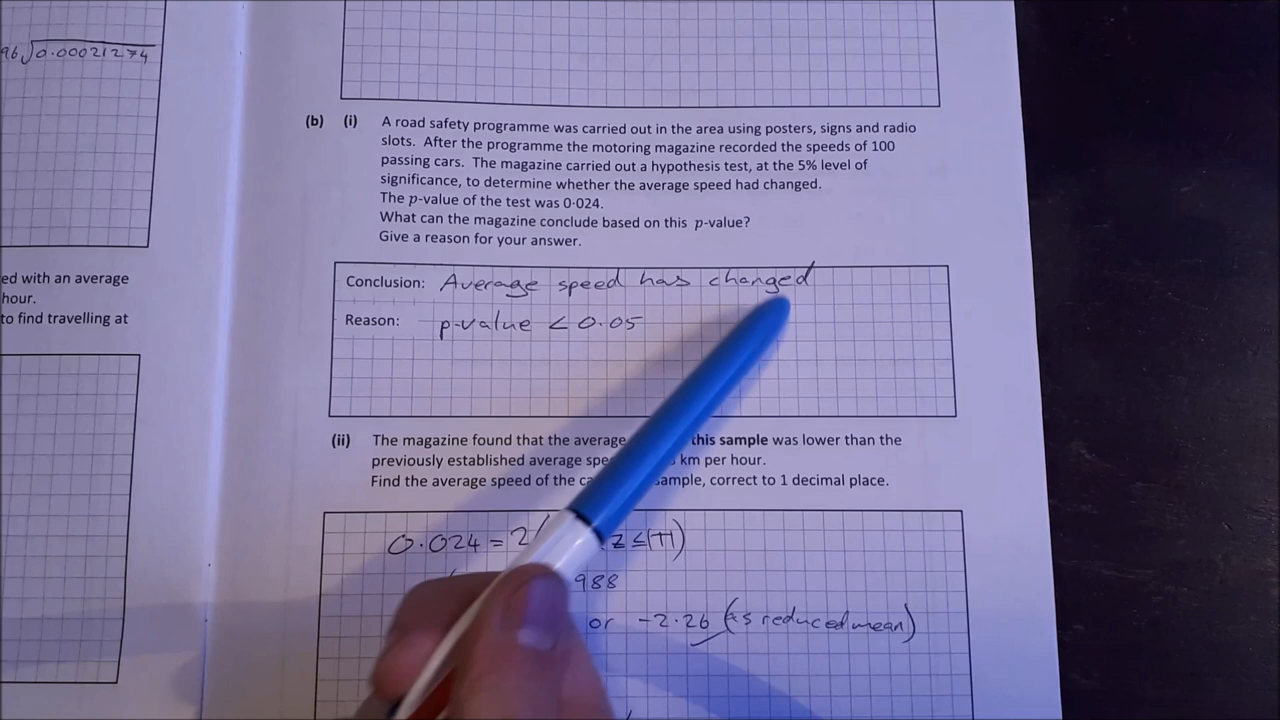 96√0.00021274
ed with an average
hour.
to find travelling at
(b) (i) A road safety programme was carried out in the area using posters, signs and radio
slots. After the programme the motoring magazine recorded the speeds of 100
passing cars. The magazine carried out a hypothesis test, at the 5% level of
significance, to determine whether the average speed had changed.
The p-value of the test was 0·024.
What can the magazine conclude based on this p-value?
Give a reason for your answer.
Conclusion: Average speed has changed
Reason: p-value < 0.05
(ii) The magazine found that the average this sample was lower than the
previously established average km per hour.
Find the average speed of the sample, correct to 1 decimal place.
0.024 = 2( z ≤ |T|)
988
or -2.26 (as reduced mean)